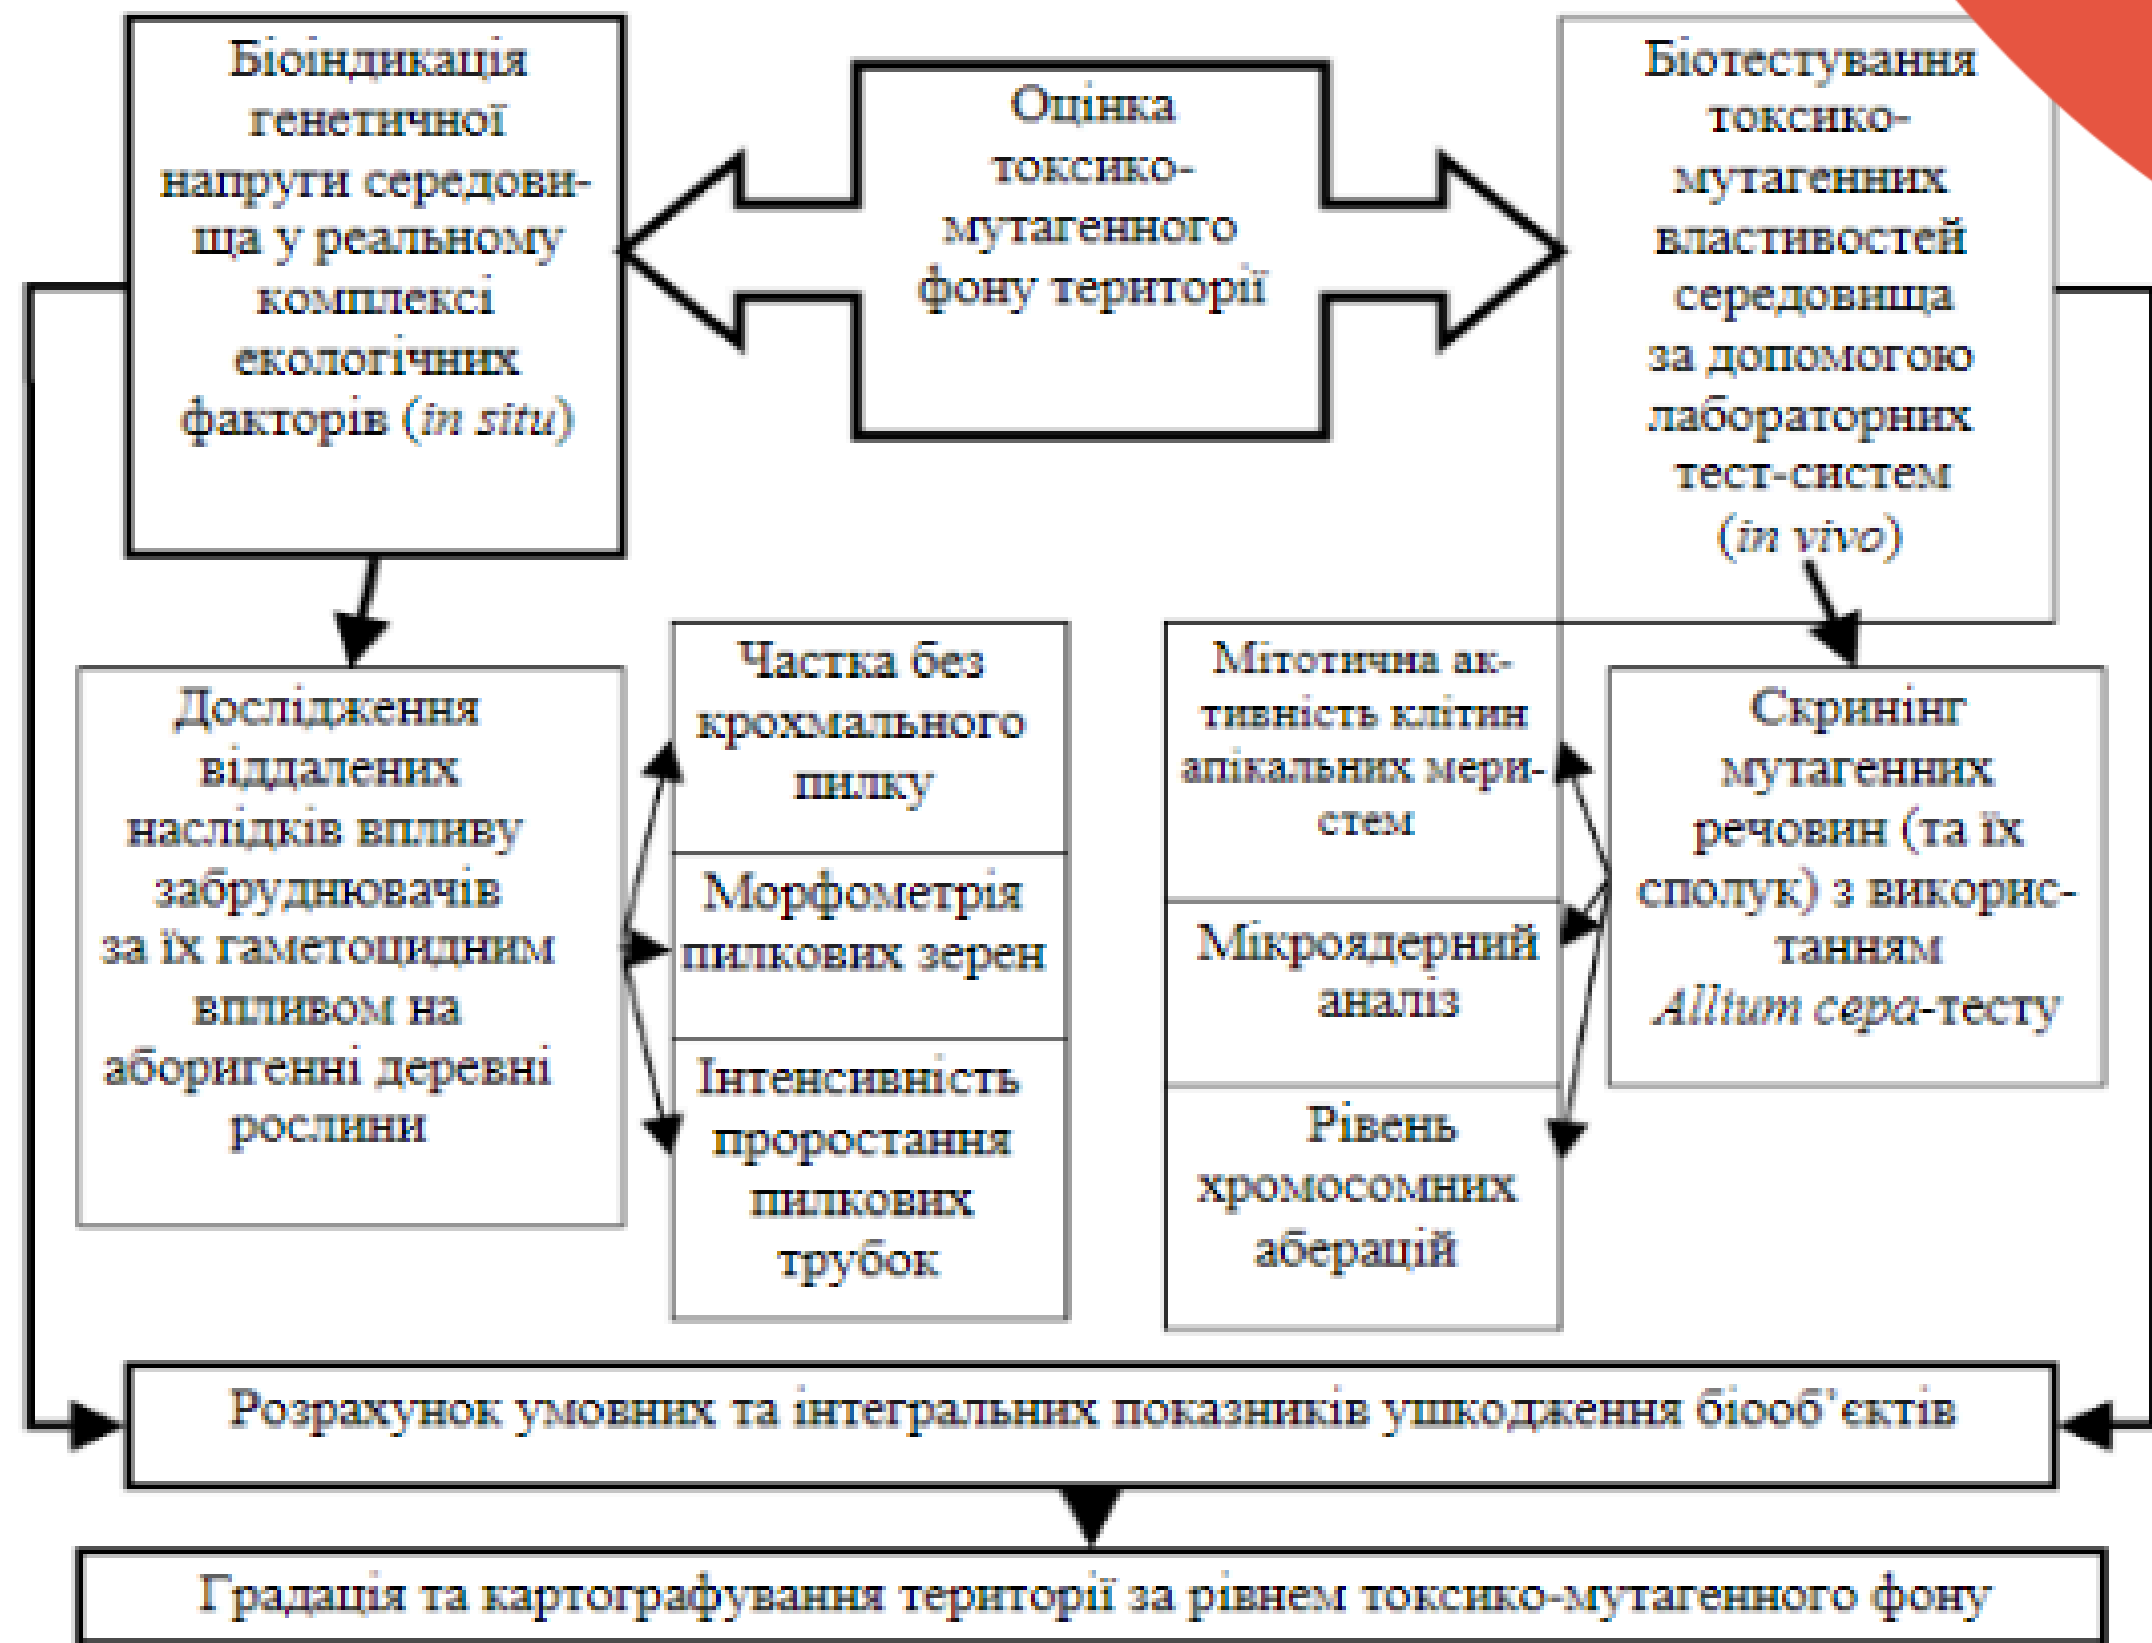 Біоіндикація
генетичної
напруги середови-
ща у реальному
комплексі
екологічних
факторів (in situ)
Оцінка
токсико-
мутагенного
фону території
Біотестування
токсико-
мутагенних
властивостей
середовища
за допомогою
лабораторних
тест-систем
(in vivo)
Дослідження
віддалених
наслідків впливу
забруднювачів
за їх гаметоцидним
впливом на
аборигенні деревні
рослини
Частка без
крохмального
пилку
Морфометрія
пилкових зерен
Інтенсивність
проростання
пилкових
трубок
Мітотична ак-
тивність клітин
апікальних мери-
стем
Мікроядерний
аналіз
Рівень
хромосомних
аберацій
Скринінг
мутагенних
речовин (та їх
сполук) з викорис-
танням
Allium cepa-тесту
Розрахунок умовних та інтегральних показників ушкодження біооб’єктів
Градація та картографування території за рівнем токсико-мутагенного фону